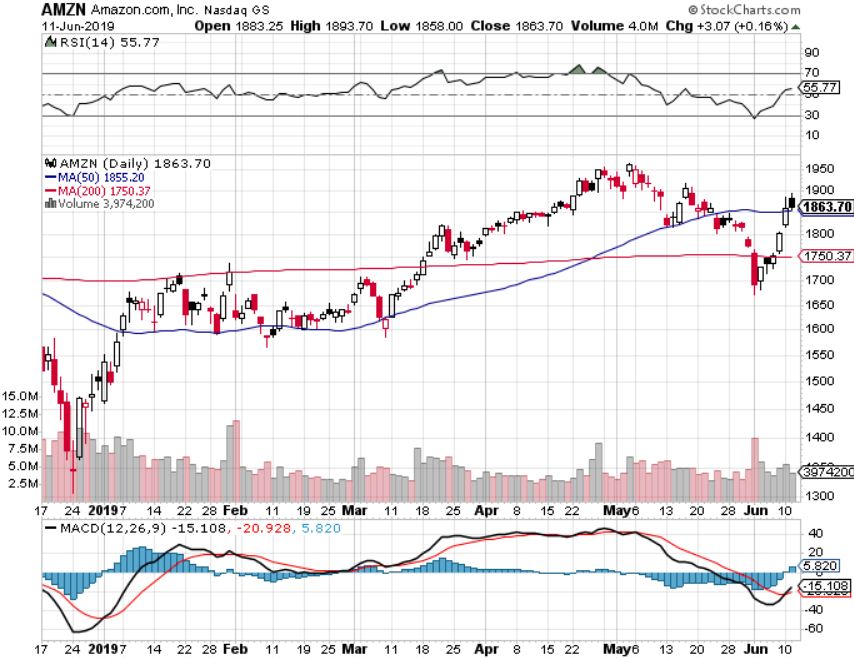 AMZN Amazon.com, Inc. Nasdaq GS © StockCharts.com
11-Jun-2019 Open 1883.25 High 1893.70 Low 1858.00 Close 1863.70 Volume 4.0M Chg +3.07 (+0.16%)
RSI(14) 55.77
90
70
55.77
30
10
AMZN (Daily) 1863.70
MA(50) 1855.20
MA(200) 1750.37
Volume 3,974,200
1950
1900
1863.70
1800
1750.37
1700
1650
1600
1550
1500
1450
1400
1300
15.0M
12.5M
10.0M
7.5M
5.0M
2.5M
3974200
17 24 2019 7 14 22 28 Feb 11 19 25 Mar 11 18 25 Apr 8 15 22 May 6 13 20 28 Jun 10
MACD(12,26,9) -15.108, -20.928, 5.820
40
20
5.820
-15.108
-40
-60
17 24 2019 7 14 22 28 Feb 11 19 25 Mar 11 18 25 Apr 8 15 22 May 6 13 20 28 Jun 10